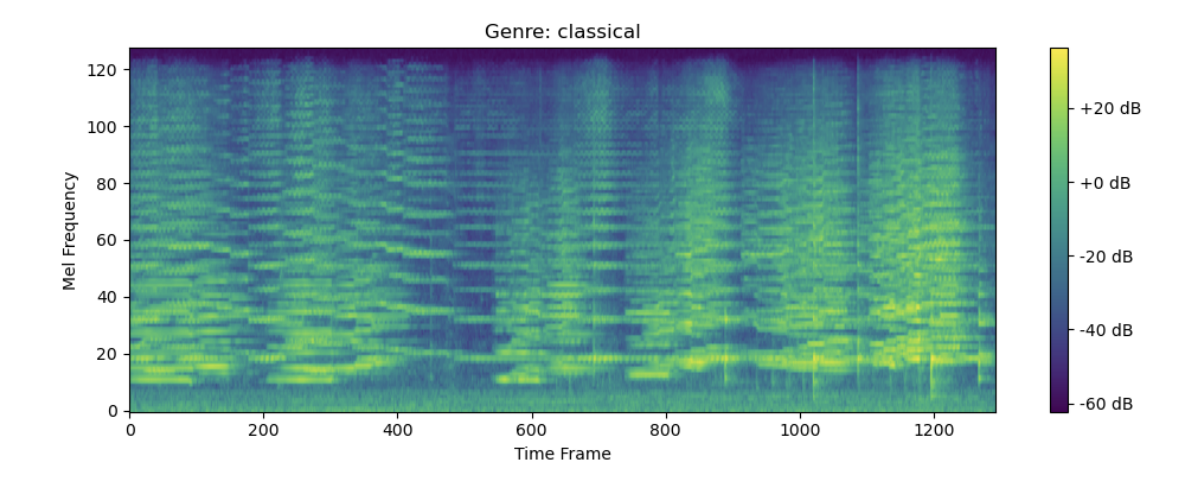 Genre: classical
Mel Frequency
120
100
80
60
40
20
0
0 200 400 600 800 1000 1200
Time Frame
+20 dB
+0 dB
-20 dB
-40 dB
-60 dB